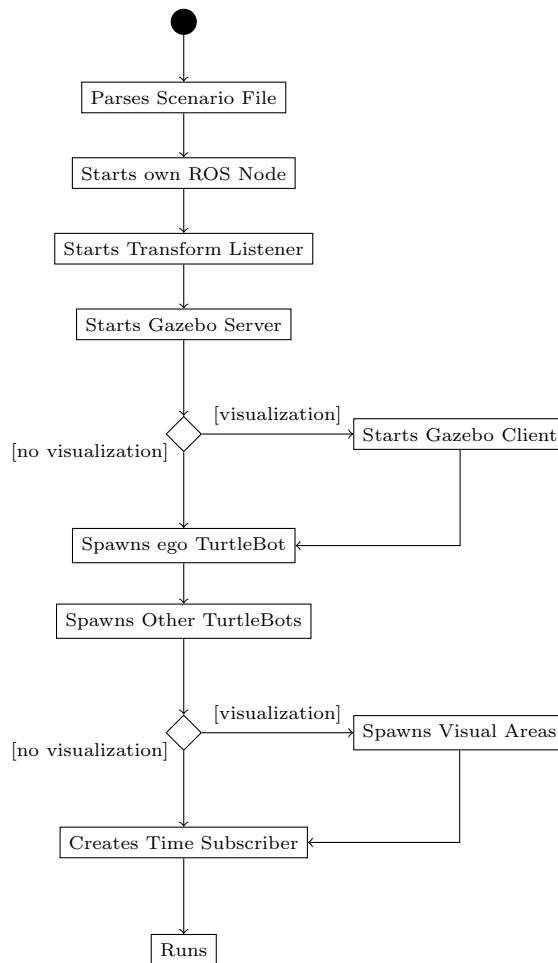 Parses Scenario File
Starts own ROS Node
Starts Transform Listener
Starts Gazebo Server
[visualization]
[no visualization]
Starts Gazebo Client
Spawns ego TurtleBot
Spawns Other TurtleBots
[visualization]
[no visualization]
Spawns Visual Areas
Creates Time Subscriber
Runs